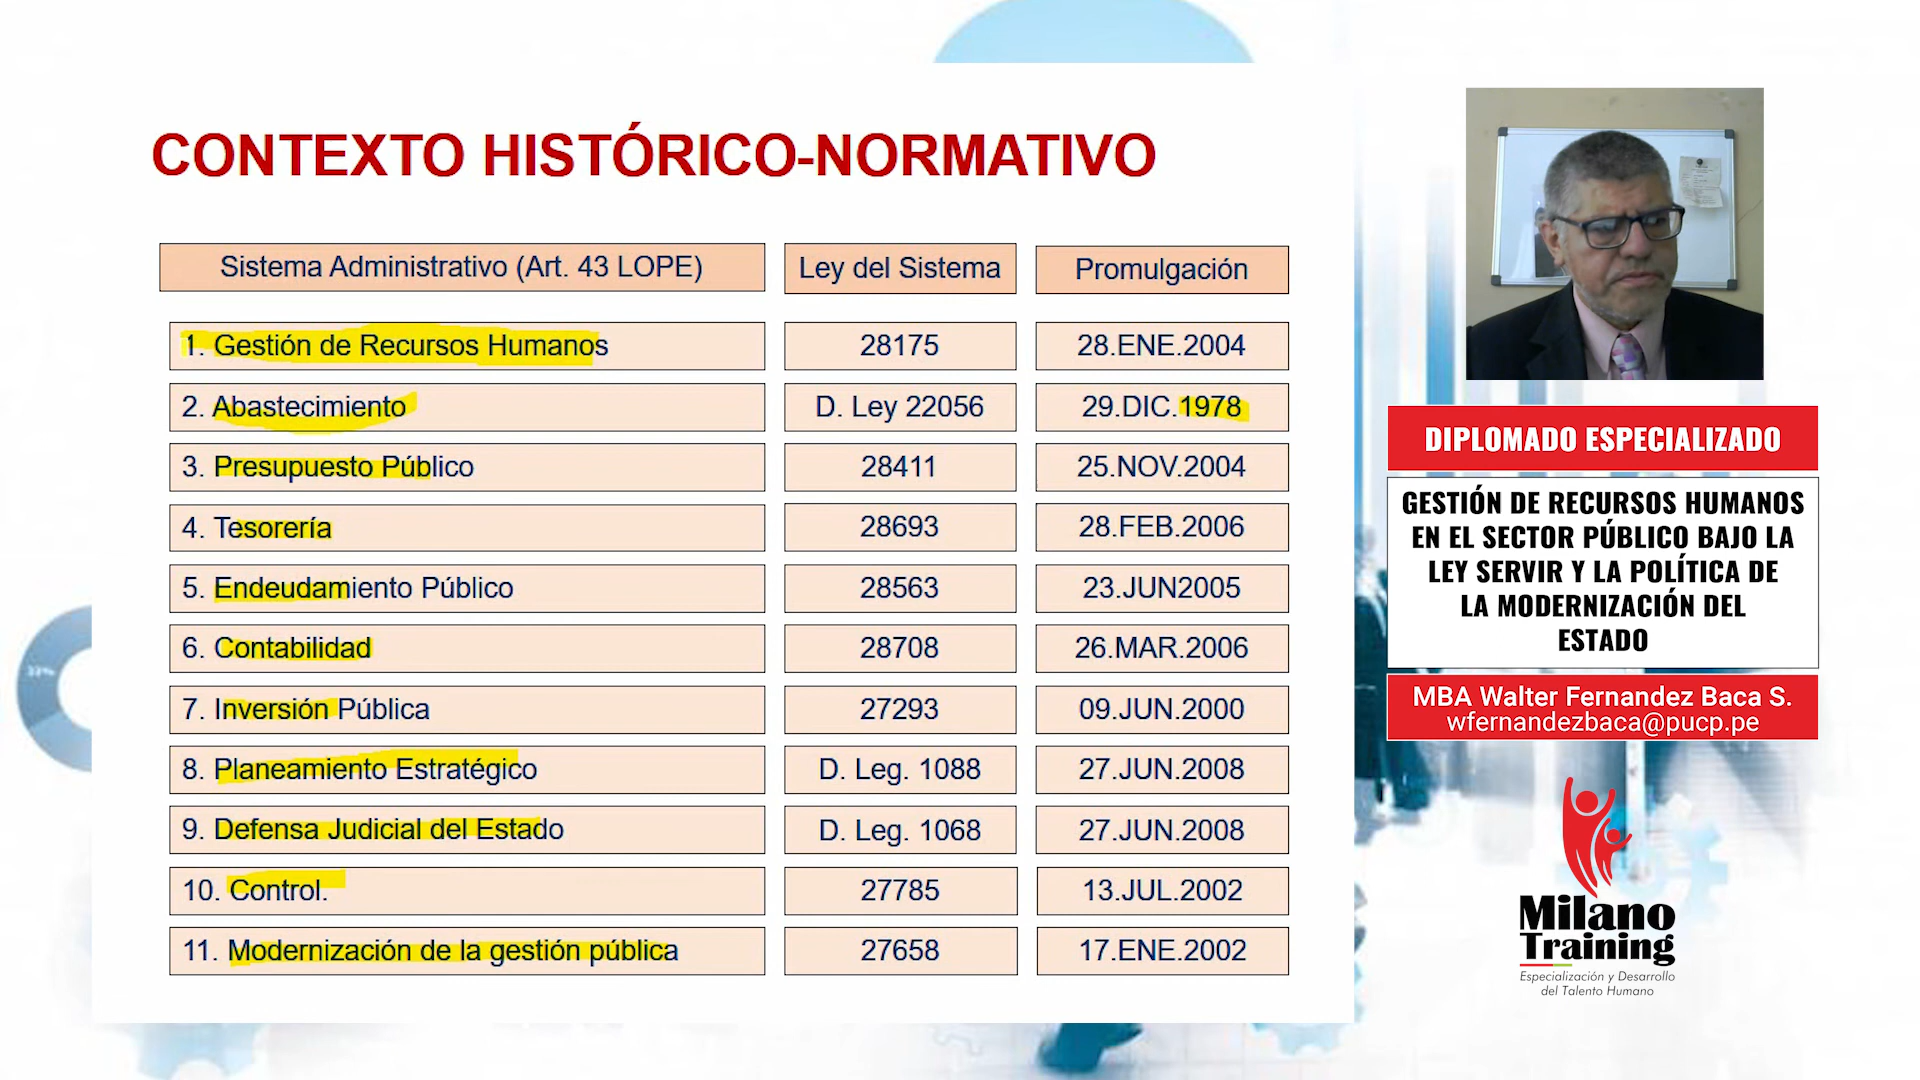 CONTEXTO HISTÓRICO-NORMATIVO
Sistema Administrativo (Art. 43 LOPE) Ley del Sistema Promulgación
1. Gestión de Recursos Humanos 28175 28.ENE.2004
2. Abastecimiento D. Ley 22056 29.DIC.1978
3. Presupuesto Público 28411 25.NOV.2004
4. Tesorería 28693 28.FEB.2006
5. Endeudamiento Público 28563 23.JUN2005
6. Contabilidad 28708 26.MAR.2006
7. Inversión Pública 27293 09.JUN.2000
8. Planeamiento Estratégico D. Leg. 1088 27.JUN.2008
9. Defensa Judicial del Estado D. Leg. 1068 27.JUN.2008
10. Control. 27785 13.JUL.2002
11. Modernización de la gestión pública 27658 17.ENE.2002
DIPLOMADO ESPECIALIZADO
GESTIÓN DE RECURSOS HUMANOS
EN EL SECTOR PÚBLICO BAJO LA
LEY SERVIR Y LA POLÍTICA DE
LA MODERNIZACIÓN DEL
ESTADO
MBA Walter Fernandez Baca S.
wfernandezbaca@pucp.pe
Milano
Training
Especialización y Desarrollo
del Talento Humano